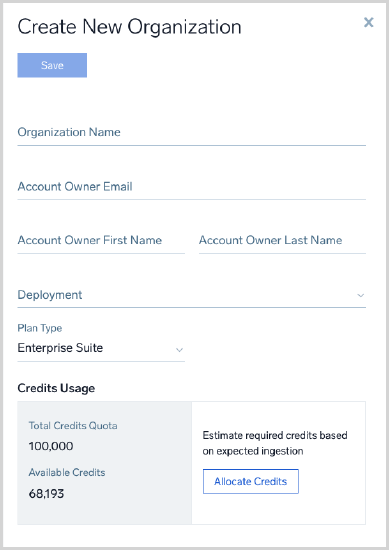 Create New Organization
Save
Organization Name
Account Owner Email
Account Owner First Name
Account Owner Last Name
Deployment
Plan Type
Enterprise Suite
Credits Usage
Total Credits Quota
100,000
Available Credits
68,193
Estimate required credits based
on expected ingestion
Allocate Credits